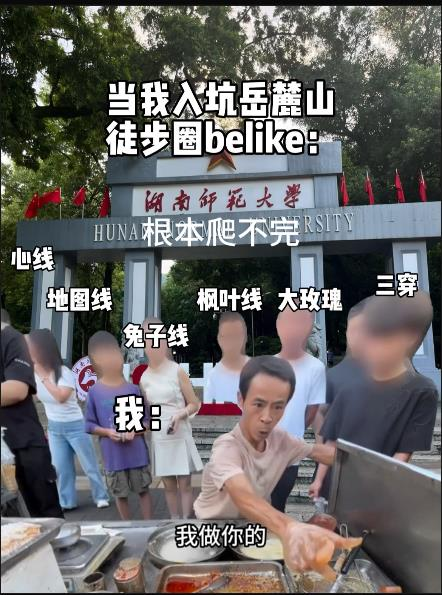 当我入坑岳麓山
徒步圈belike：
湖南师范大学
HUNA UNIVERSITY
根本爬不完
心线
地图线
兔子线
枫叶线
大玫瑰
三穿
我：
我做你的